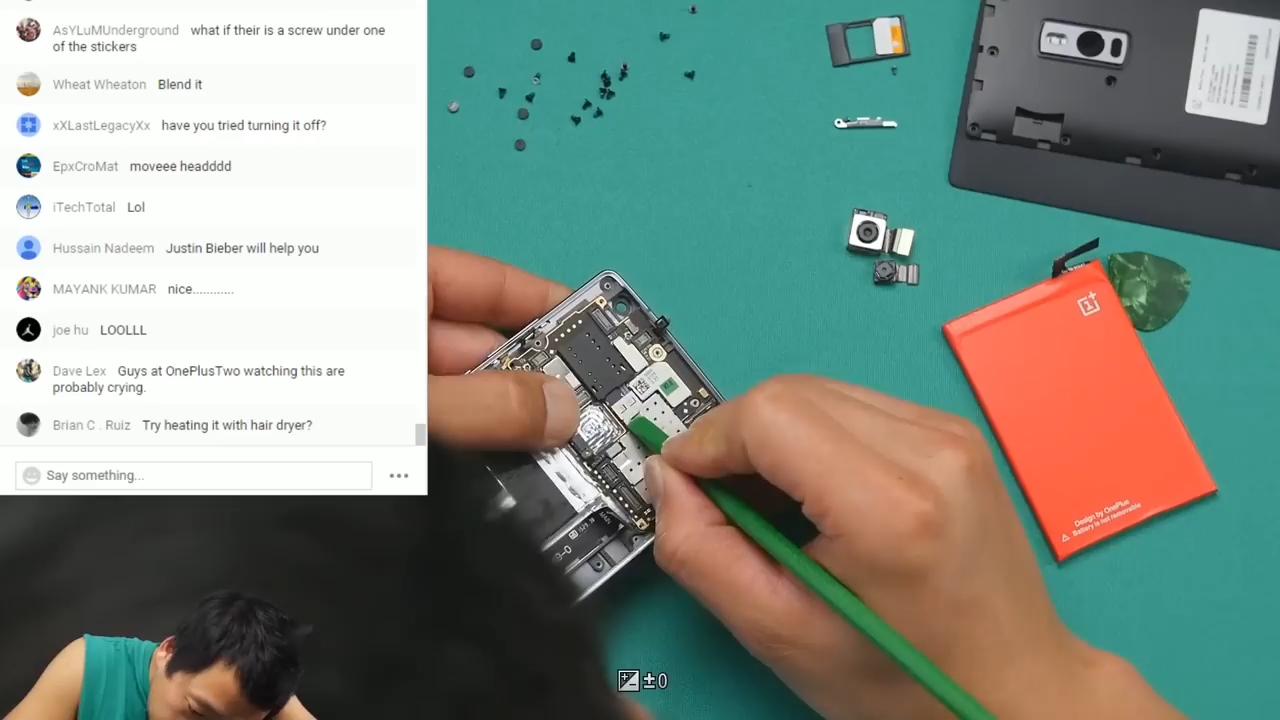 AsYLuMUnderground what if their is a screw under one
of the stickers
Wheat Wheaton Blend it
xXLastLegacyXx have you tried turning it off?
EpxCroMat moveee headddd
iTechTotal Lol
Hussain Nadeem Justin Bieber will help you
MAYANK KUMAR nice............
joe hu LOOLLL
Dave Lex Guys at OnePlusTwo watching this are
probably crying.
Brian C . Ruiz Try heating it with hair dryer?
Say something...
±0
Design by OnePlus
Battery is not removable